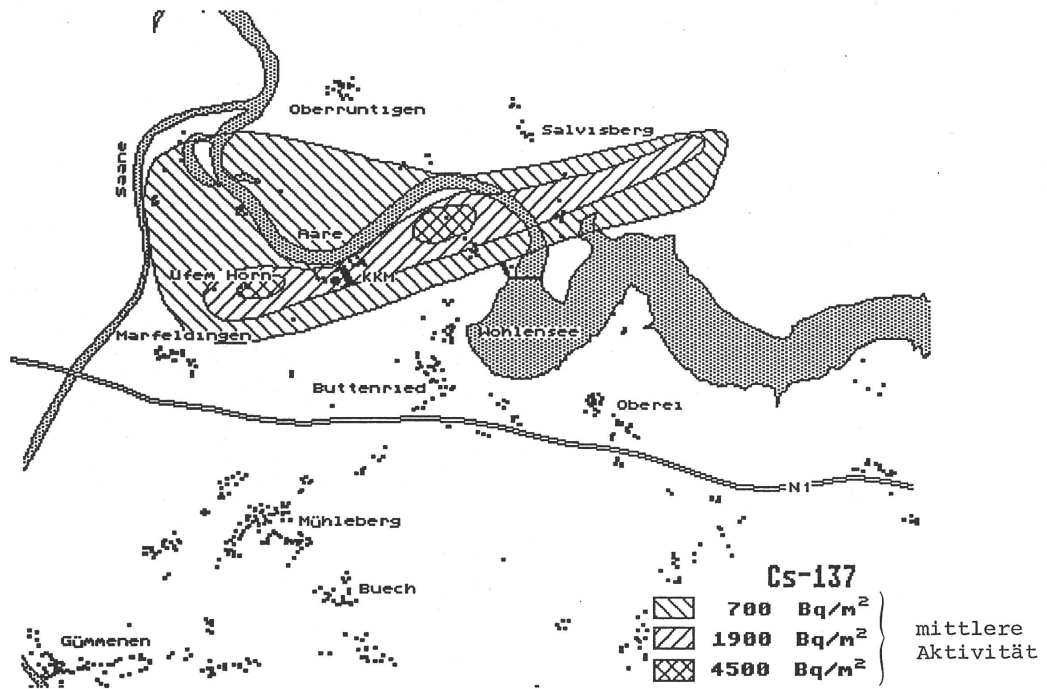 Oberruntigen
Salvisberg
Saane
Aare
Ufem Horn
KKM
Marfeldingen
Wohlensee
Buttenried
Oberei
N1
Mühleberg
Buech
Gümmenen
Cs-137
700 Bq/m²
1900 Bq/m²
4500 Bq/m²
mittlere
Aktivität